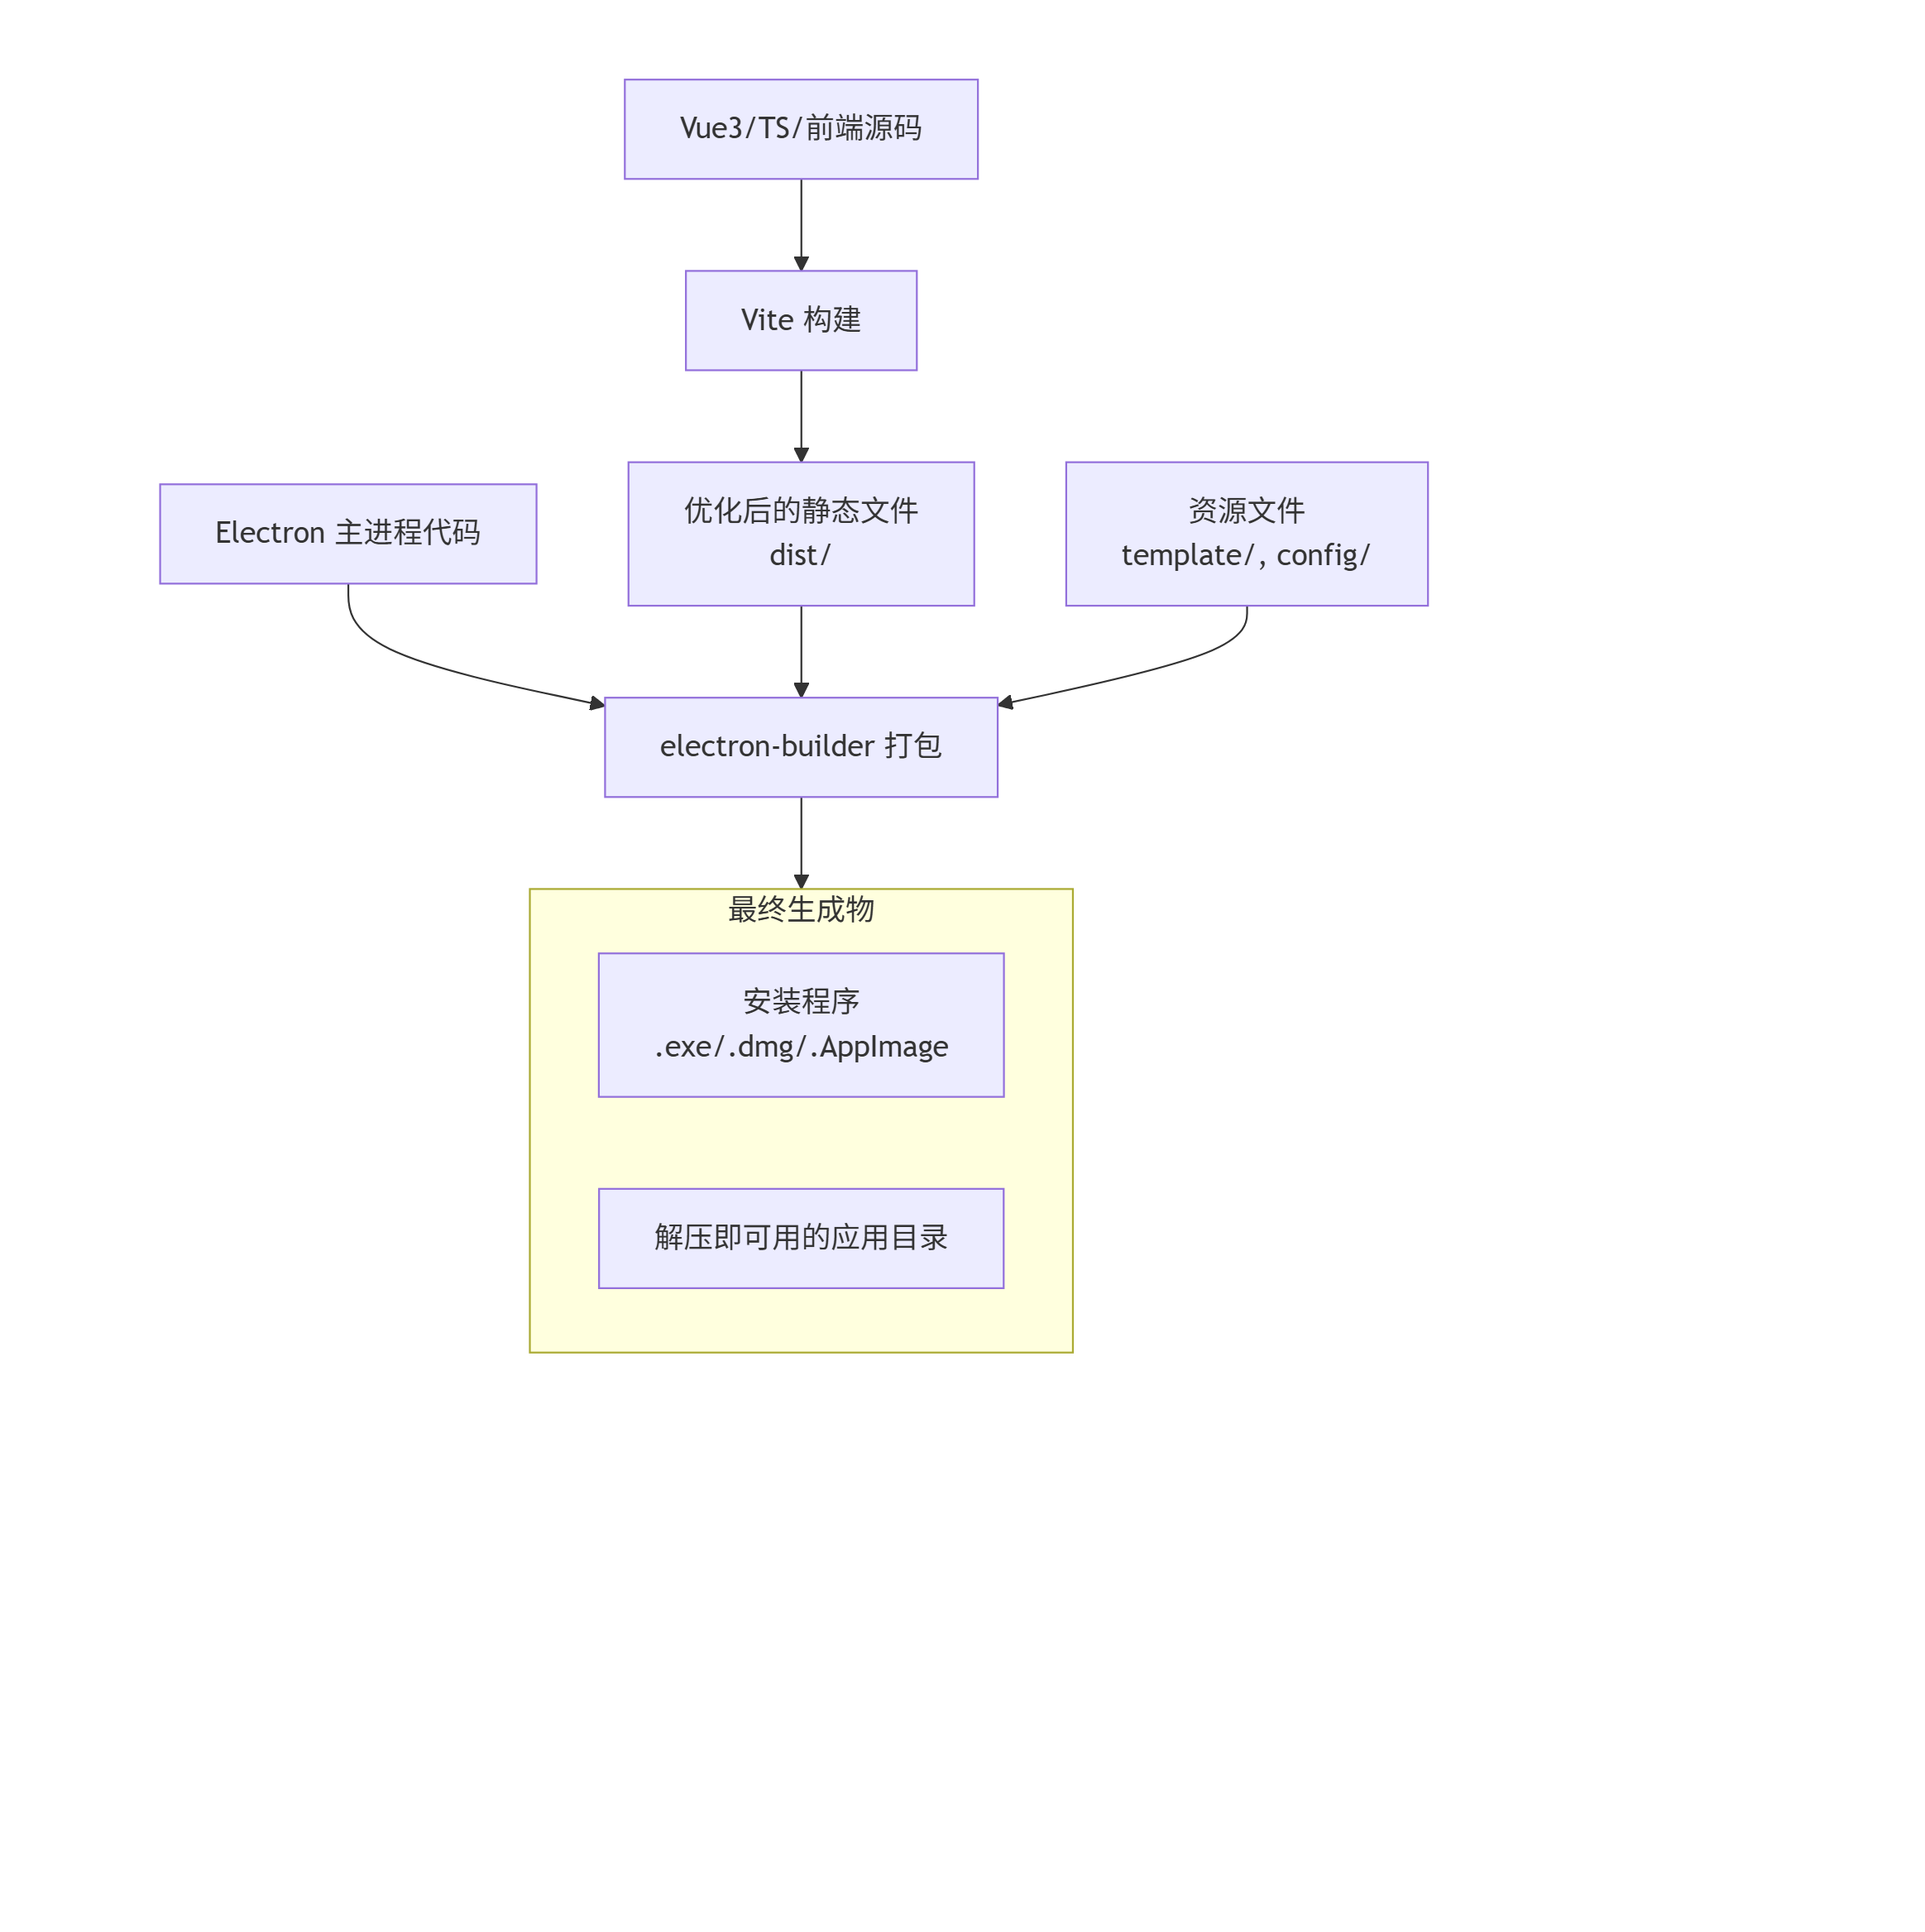 Vue3/TS/前端源码
Vite 构建
Electron 主进程代码
优化后的静态文件
dist/
资源文件
template/, config/
electron-builder 打包
最终生成物
安装程序
.exe/.dmg/.AppImage
解压即可用的应用目录